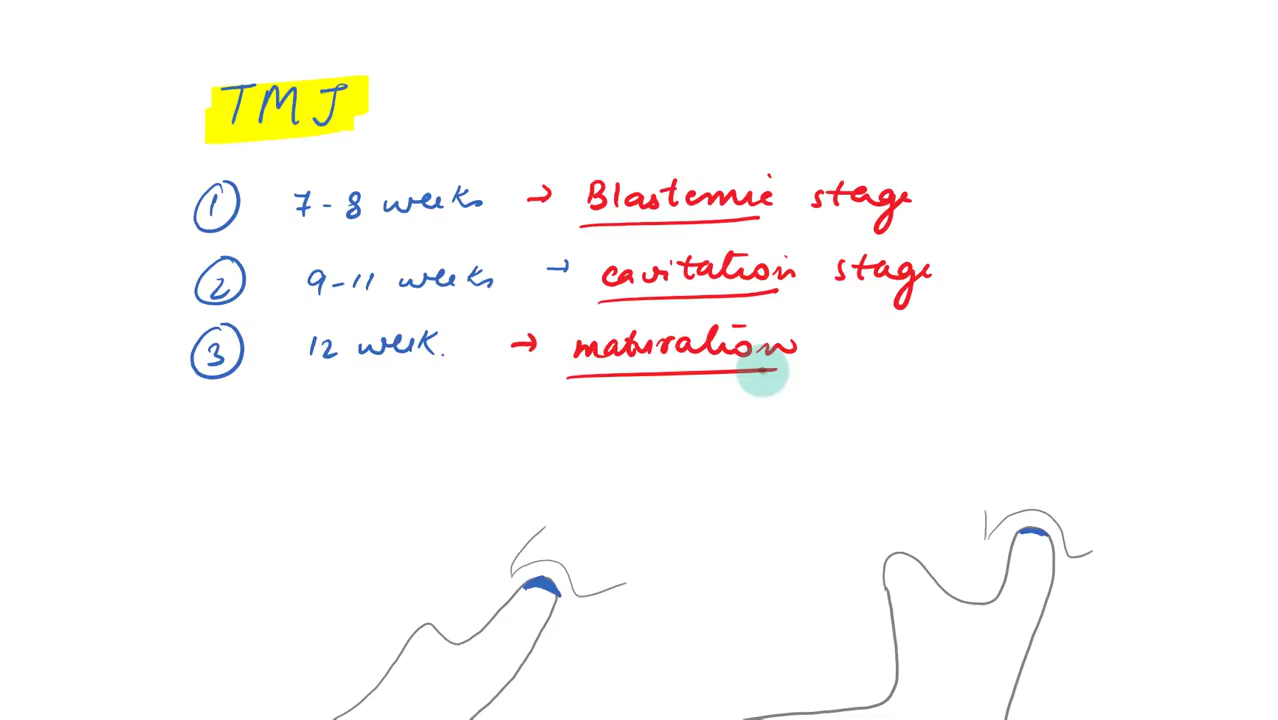 TMJ
① 7-8 weeks → Blastemic stage
② 9-11 weeks → cavitation stage
③ 12 week. → maturation